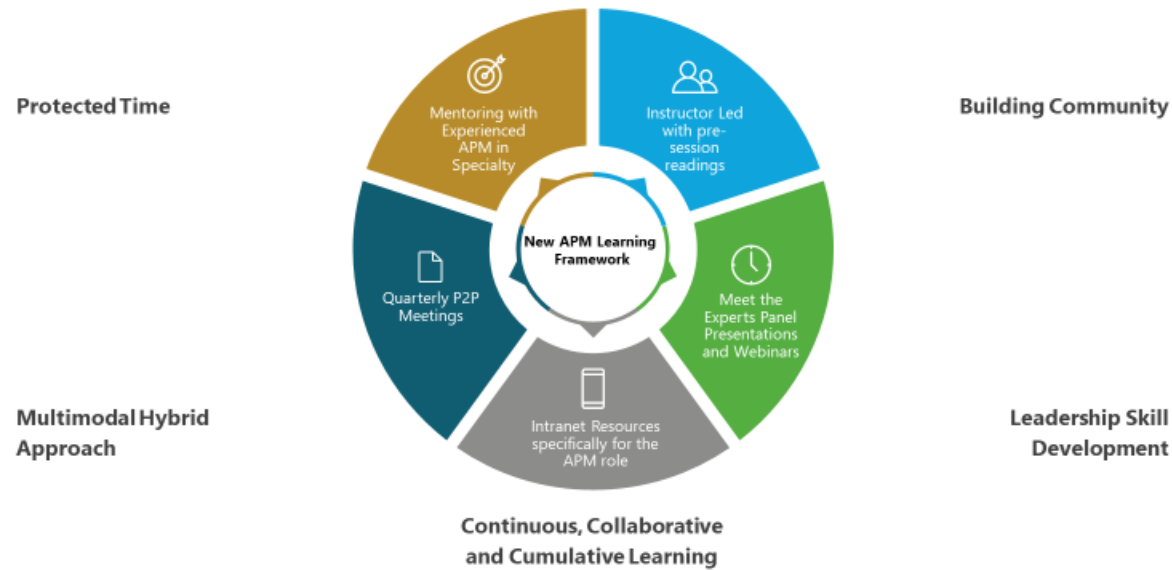 Protected Time
Building Community
Mentoring with
Experienced
APM in
Specialty
Instructor Led
with pre-
session
readings
New APM Learning
Framework
Quarterly P2P
Meetings
Meet the
Experts Panel
Presentations
and Webinars
Intranet Resources
specifically for the
APM role
Multimodal Hybrid
Approach
Leadership Skill
Development
Continuous, Collaborative
and Cumulative Learning